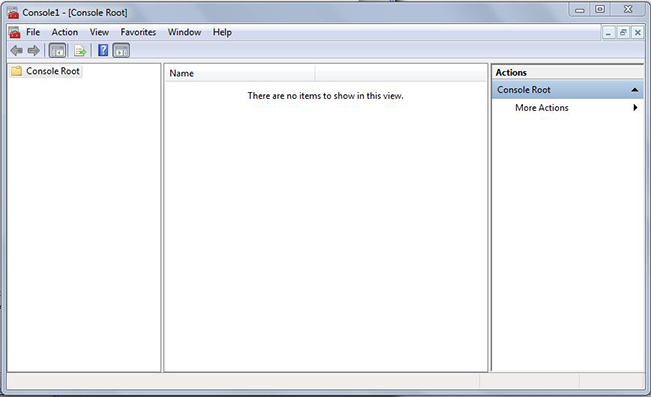 Console1 - [Console Root]
File Action View Favorites Window Help
Console Root
Name
There are no items to show in this view.
Actions
Console Root
More Actions